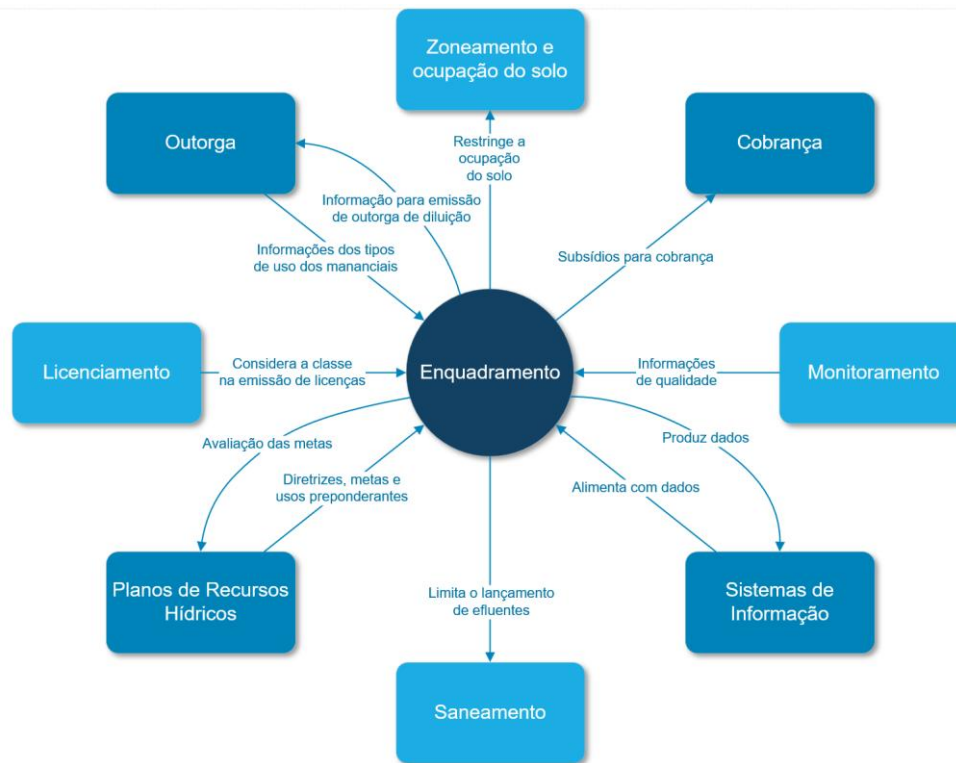 Zoneamento e
ocupação do solo
Outorga
Cobrança
Restringe a
ocupação
do solo
Informação para emissão
de outorga de diluição
Informações dos tipos
de uso dos mananciais
Subsídios para cobrança
Licenciamento
Considera a classe
na emissão de licenças
Enquadramento
Informações
de qualidade
Monitoramento
Avaliação das metas
Produz dados
Diretrizes, metas e
usos preponderantes
Alimenta com dados
Planos de Recursos
Hídricos
Limita o lançamento
de efluentes
Sistemas de
Informação
Saneamento